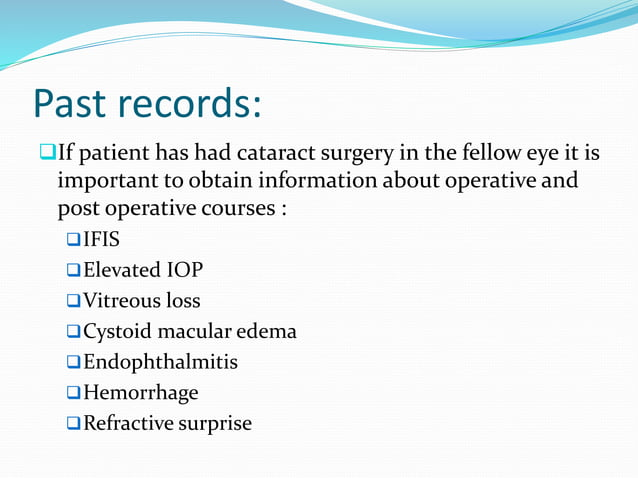 Past records:
If patient has had cataract surgery in the fellow eye it is
important to obtain information about operative and
post operative courses :
IFIS
Elevated IOP
Vitreous loss
Cystoid macular edema
Endophthalmitis
Hemorrhage
Refractive surprise